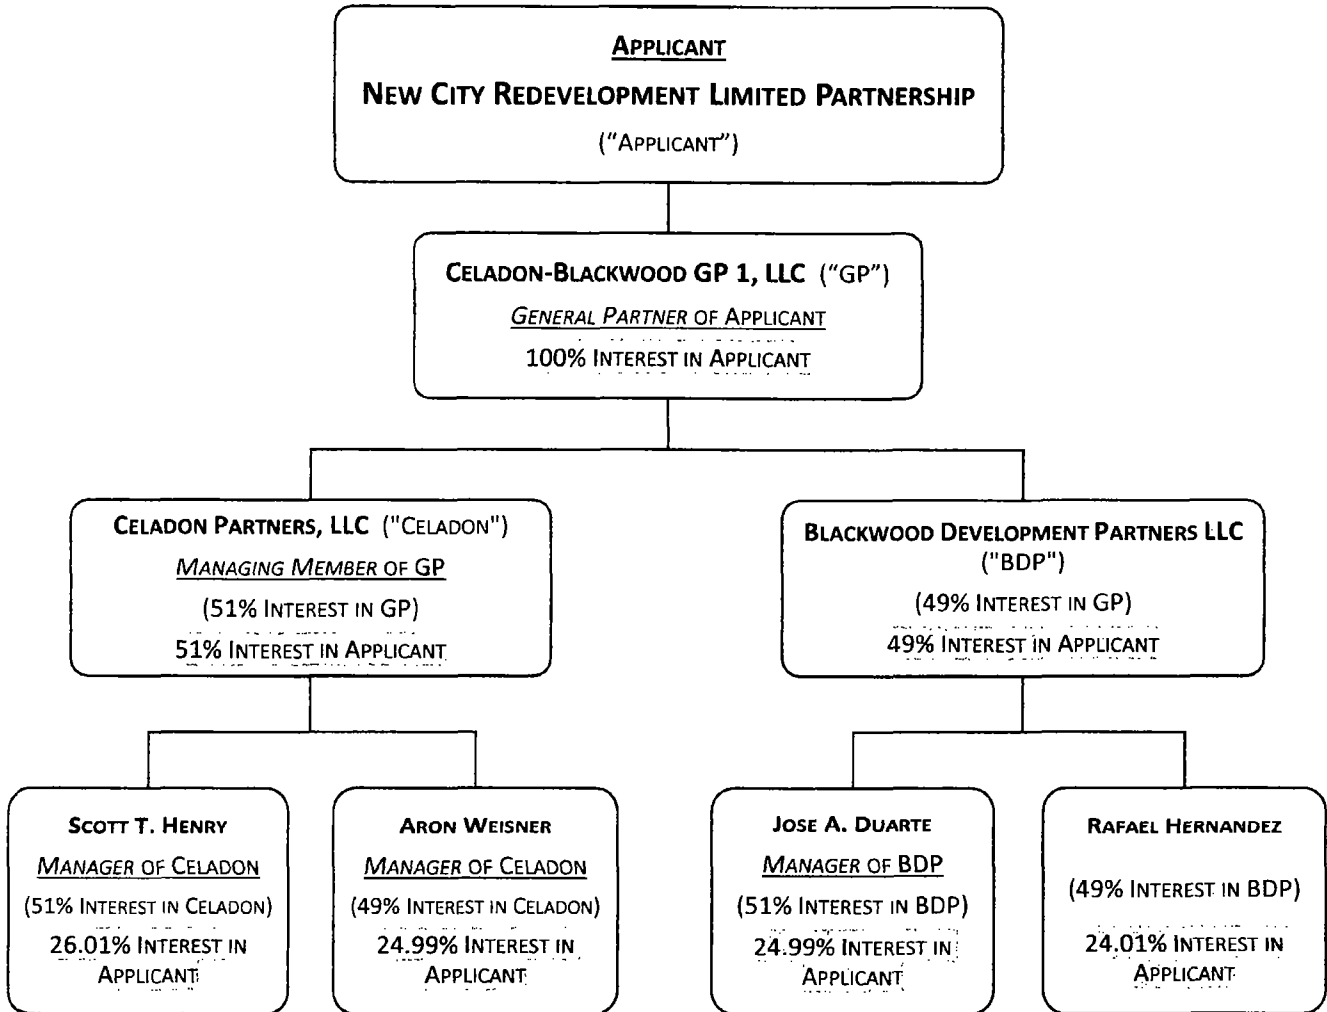 APPLICANT
NEW CITY REDEVELOPMENT LIMITED PARTNERSHIP
("APPLICANT")
CELADON-BLACKWOOD GP 1, LLC ("GP")
GENERAL PARTNER OF APPLICANT
100% INTEREST IN APPLICANT
CELADON PARTNERS, LLC ("CELADON")
MANAGING MEMBER OF GP
(51% INTEREST IN GP)
51% INTEREST IN APPLICANT
BLACKWOOD DEVELOPMENT PARTNERS LLC
("BDP")
(49% INTEREST IN GP)
49% INTEREST IN APPLICANT
SCOTT T. HENRY
MANAGER OF CELADON
(51% INTEREST IN CELADON)
26.01% INTEREST IN
APPLICANT
ARON WEISNER
MANAGER OF CELADON
(49% INTEREST IN CELADON)
24.99% INTEREST IN
APPLICANT
JOSE A. DUARTE
MANAGER OF BDP
(51% INTEREST IN BDP)
24.99% INTEREST IN
APPLICANT
RAFAEL HERNANDEZ
(49% INTEREST IN BDP)
24.01% INTEREST IN
APPLICANT